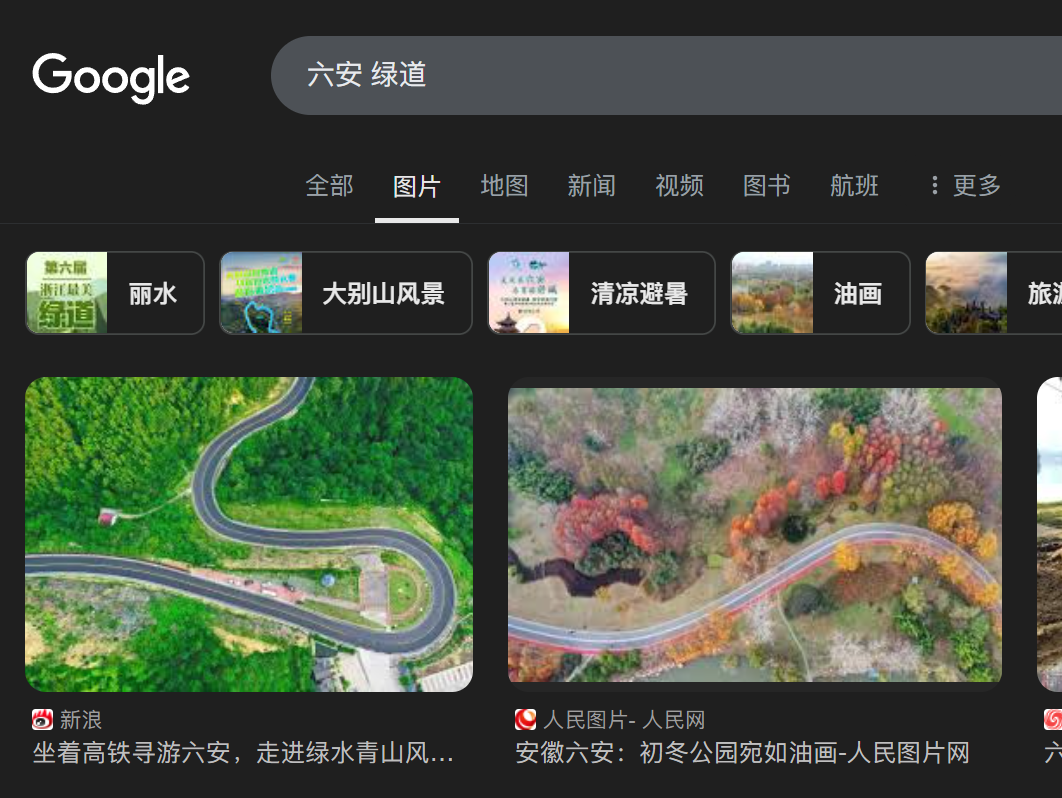 Google
六安 绿道
全部 图片 地图 新闻 视频 图书 航班 更多
第六届
浙江最美
绿道
丽水
大别山风景
清凉避暑
油画
旅游
新浪
坐着高铁寻游六安，走进绿水青山风...
人民图片- 人民网
安徽六安：初冬公园宛如油画-人民图片网
六